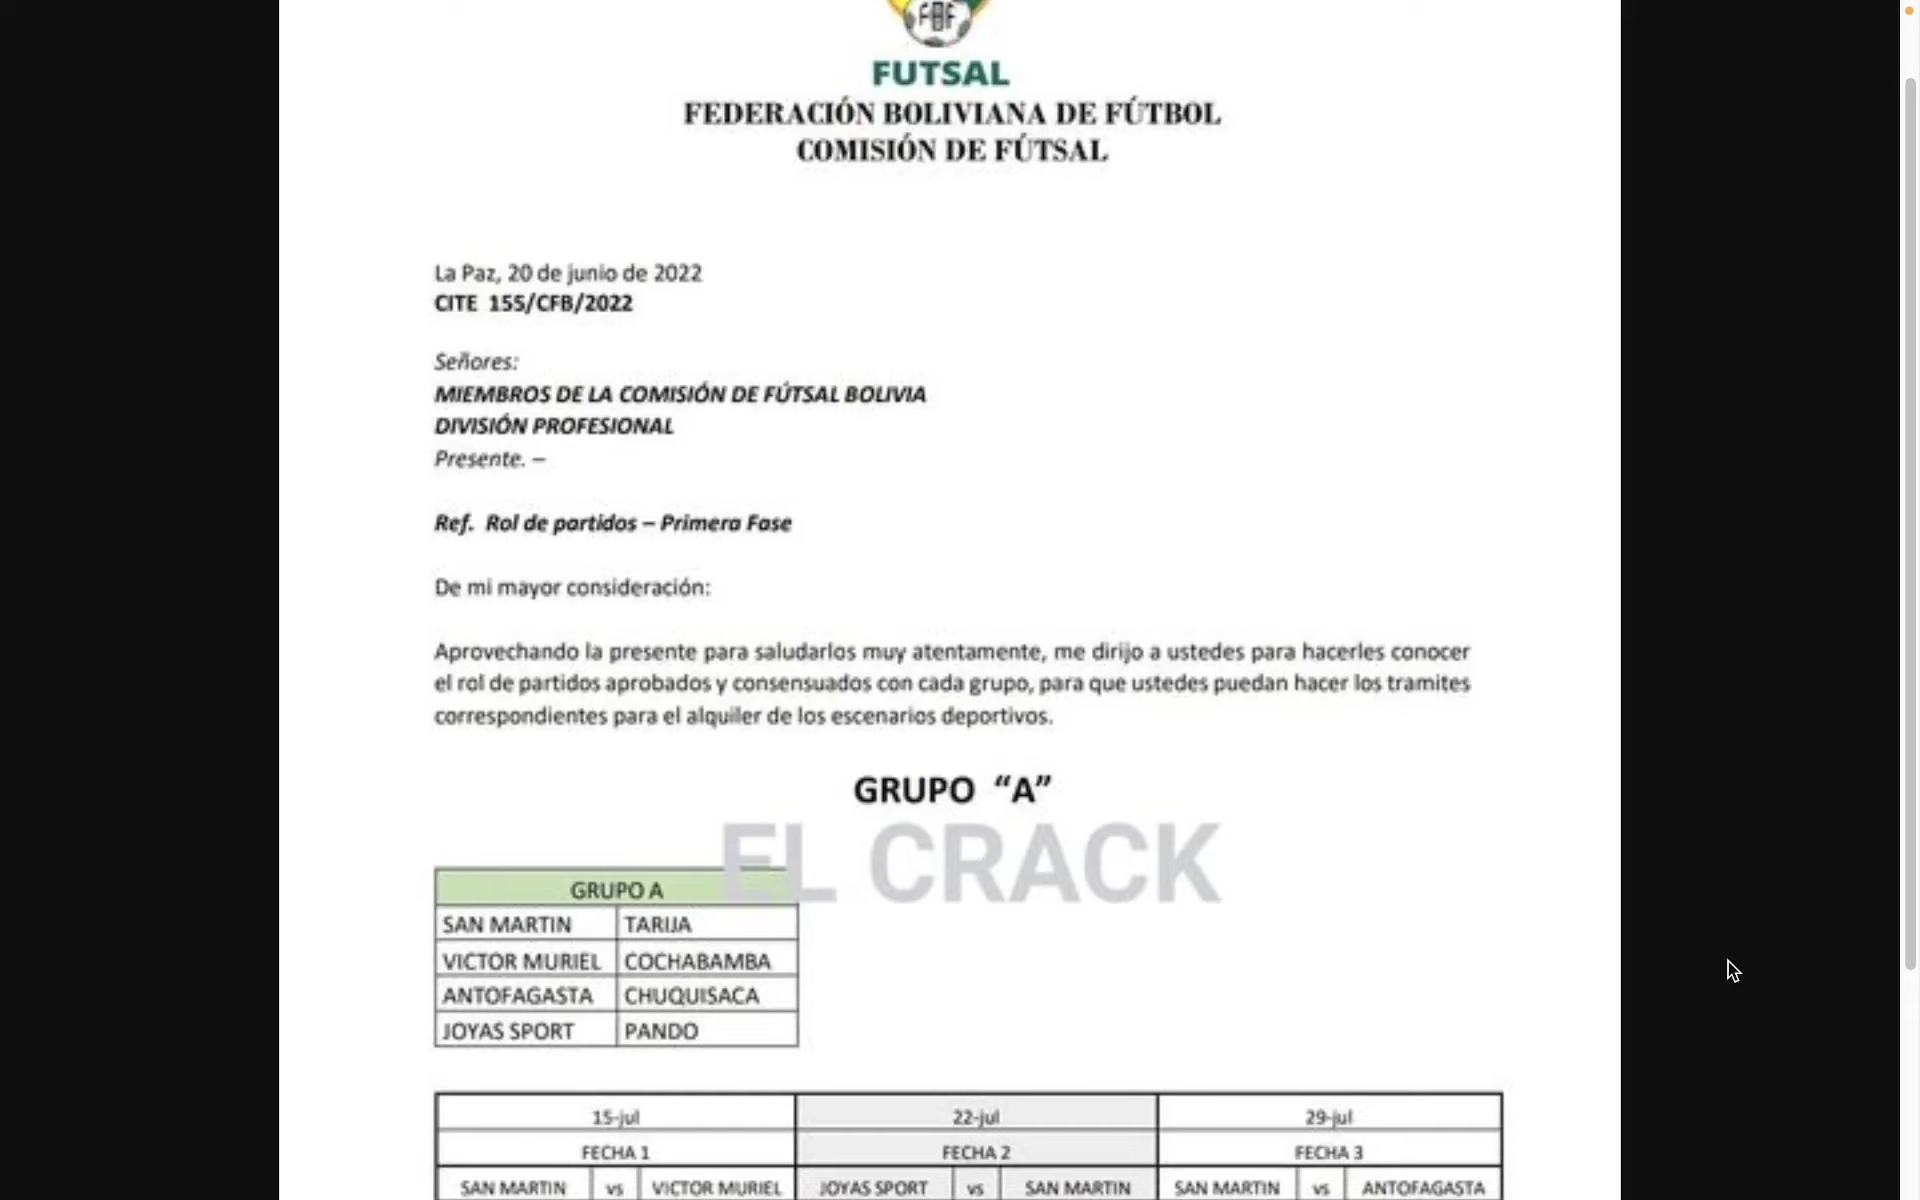 FBF
FUTSAL
FEDERACIÓN BOLIVIANA DE FÚTBOL
COMISIÓN DE FÚTSAL
La Paz, 20 de junio de 2022
CITE 155/CFB/2022
Señores:
MIEMBROS DE LA COMISIÓN DE FÚTSAL BOLIVIA
DIVISIÓN PROFESIONAL
Presente. –
Ref. Rol de partidos – Primera Fase
De mi mayor consideración:
Aprovechando la presente para saludarlos muy atentamente, me dirijo a ustedes para hacerles conocer
el rol de partidos aprobados y consensuados con cada grupo, para que ustedes puedan hacer los tramites
correspondientes para el alquiler de los escenarios deportivos.
GRUPO “A”
EL CRACK
GRUPO A
SAN MARTIN TARIJA
VICTOR MURIEL COCHABAMBA
ANTOFAGASTA CHUQUISACA
JOYAS SPORT PANDO
15-jul 22-jul 29-jul
FECHA 1 FECHA 2 FECHA 3
SAN MARTIN vs VICTOR MURIEL JOYAS SPORT vs SAN MARTIN SAN MARTIN vs ANTOFAGASTA